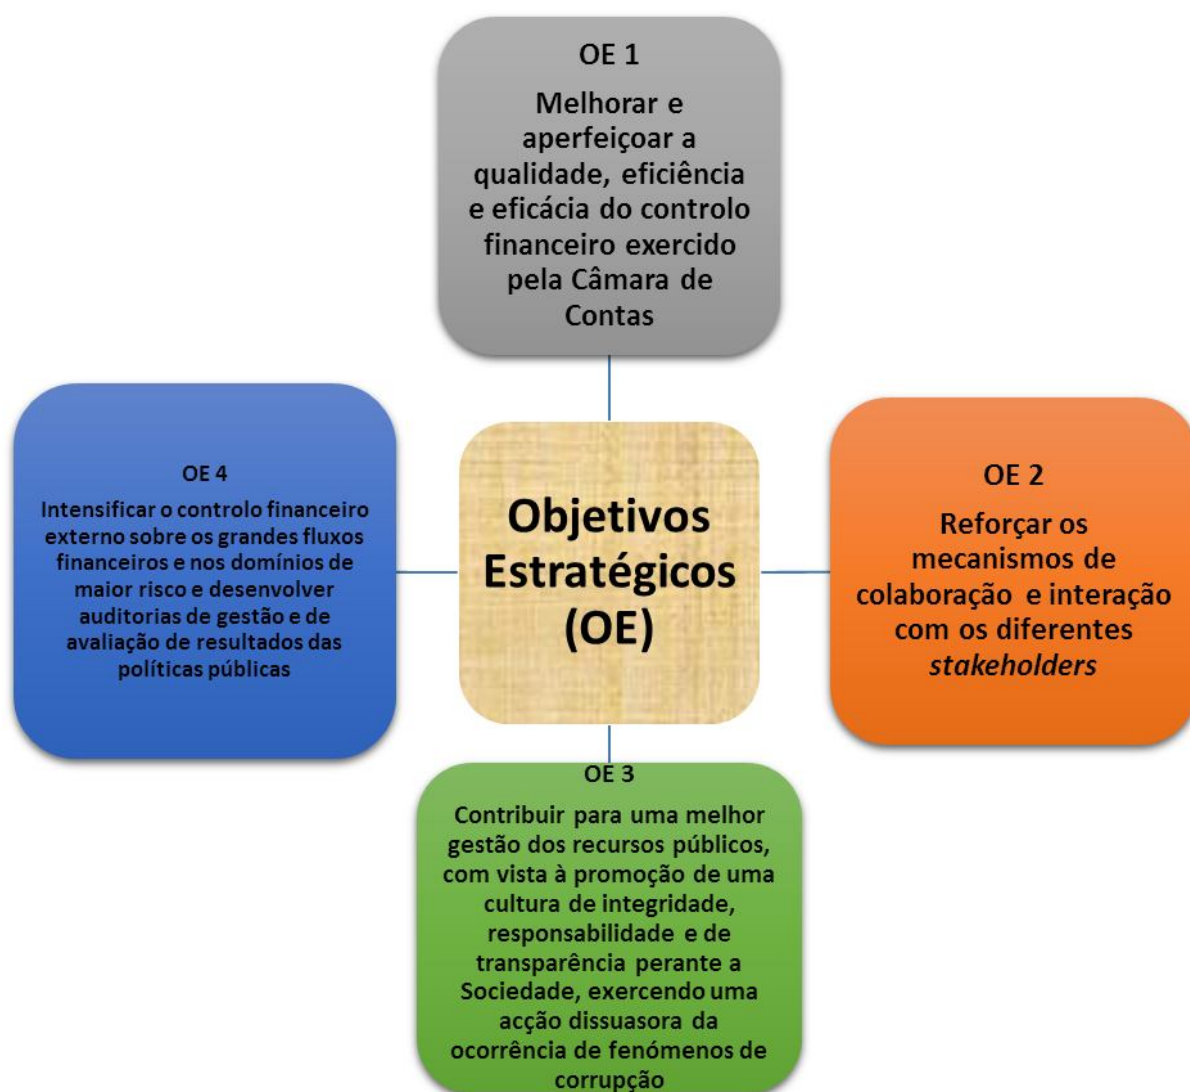 OE 1
Melhorar e
aperfeiçoar a
qualidade, eficiência
e eficácia do controlo
financeiro exercido
pela Câmara de
Contas
OE 4
Intensificar o controlo financeiro
externo sobre os grandes fluxos
financeiros e nos domínios de
maior risco e desenvolver
auditorias de gestão e de
avaliação de resultados das
políticas públicas
Objetivos
Estratégicos
(OE)
OE 2
Reforçar os
mecanismos de
colaboração e interação
com os diferentes
stakeholders
OE 3
Contribuir para uma melhor
gestão dos recursos públicos,
com vista à promoção de uma
cultura de integridade,
responsabilidade e de
transparência perante a
Sociedade, exercendo uma
acção dissuasora da
ocorrência de fenómenos de
corrupção